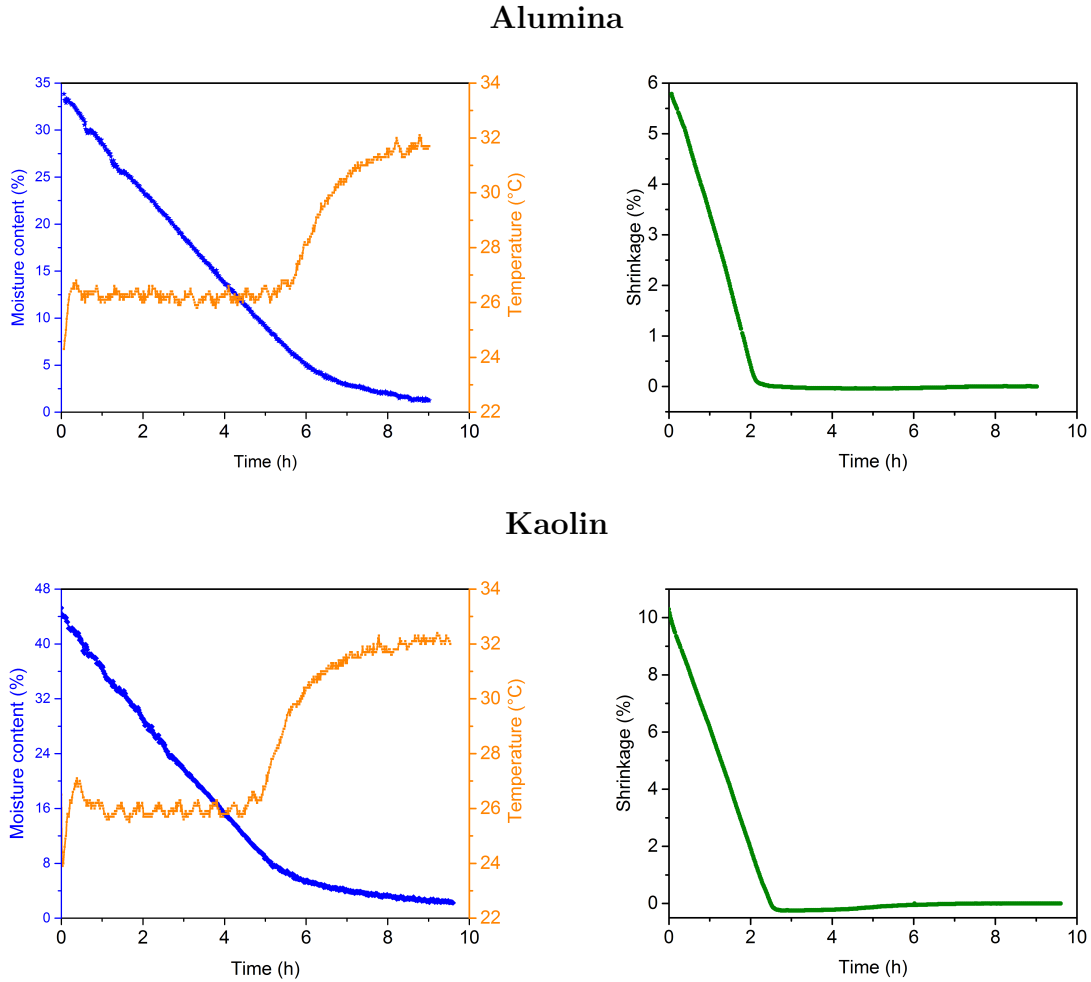 Alumina
35
30
25
20
15
10
5
0
Moisture content (%)
34
32
30
28
26
24
22
Temperature (°C)
0 2 4 6 8 10
Time (h)
6
5
4
3
2
1
0
Shrinkage (%)
0 2 4 6 8 10
Time (h)
Kaolin
48
40
32
24
16
8
0
Moisture content (%)
34
32
30
28
26
24
22
Temperature (°C)
0 2 4 6 8 10
Time (h)
10
8
6
4
2
0
Shrinkage (%)
0 2 4 6 8 10
Time (h)